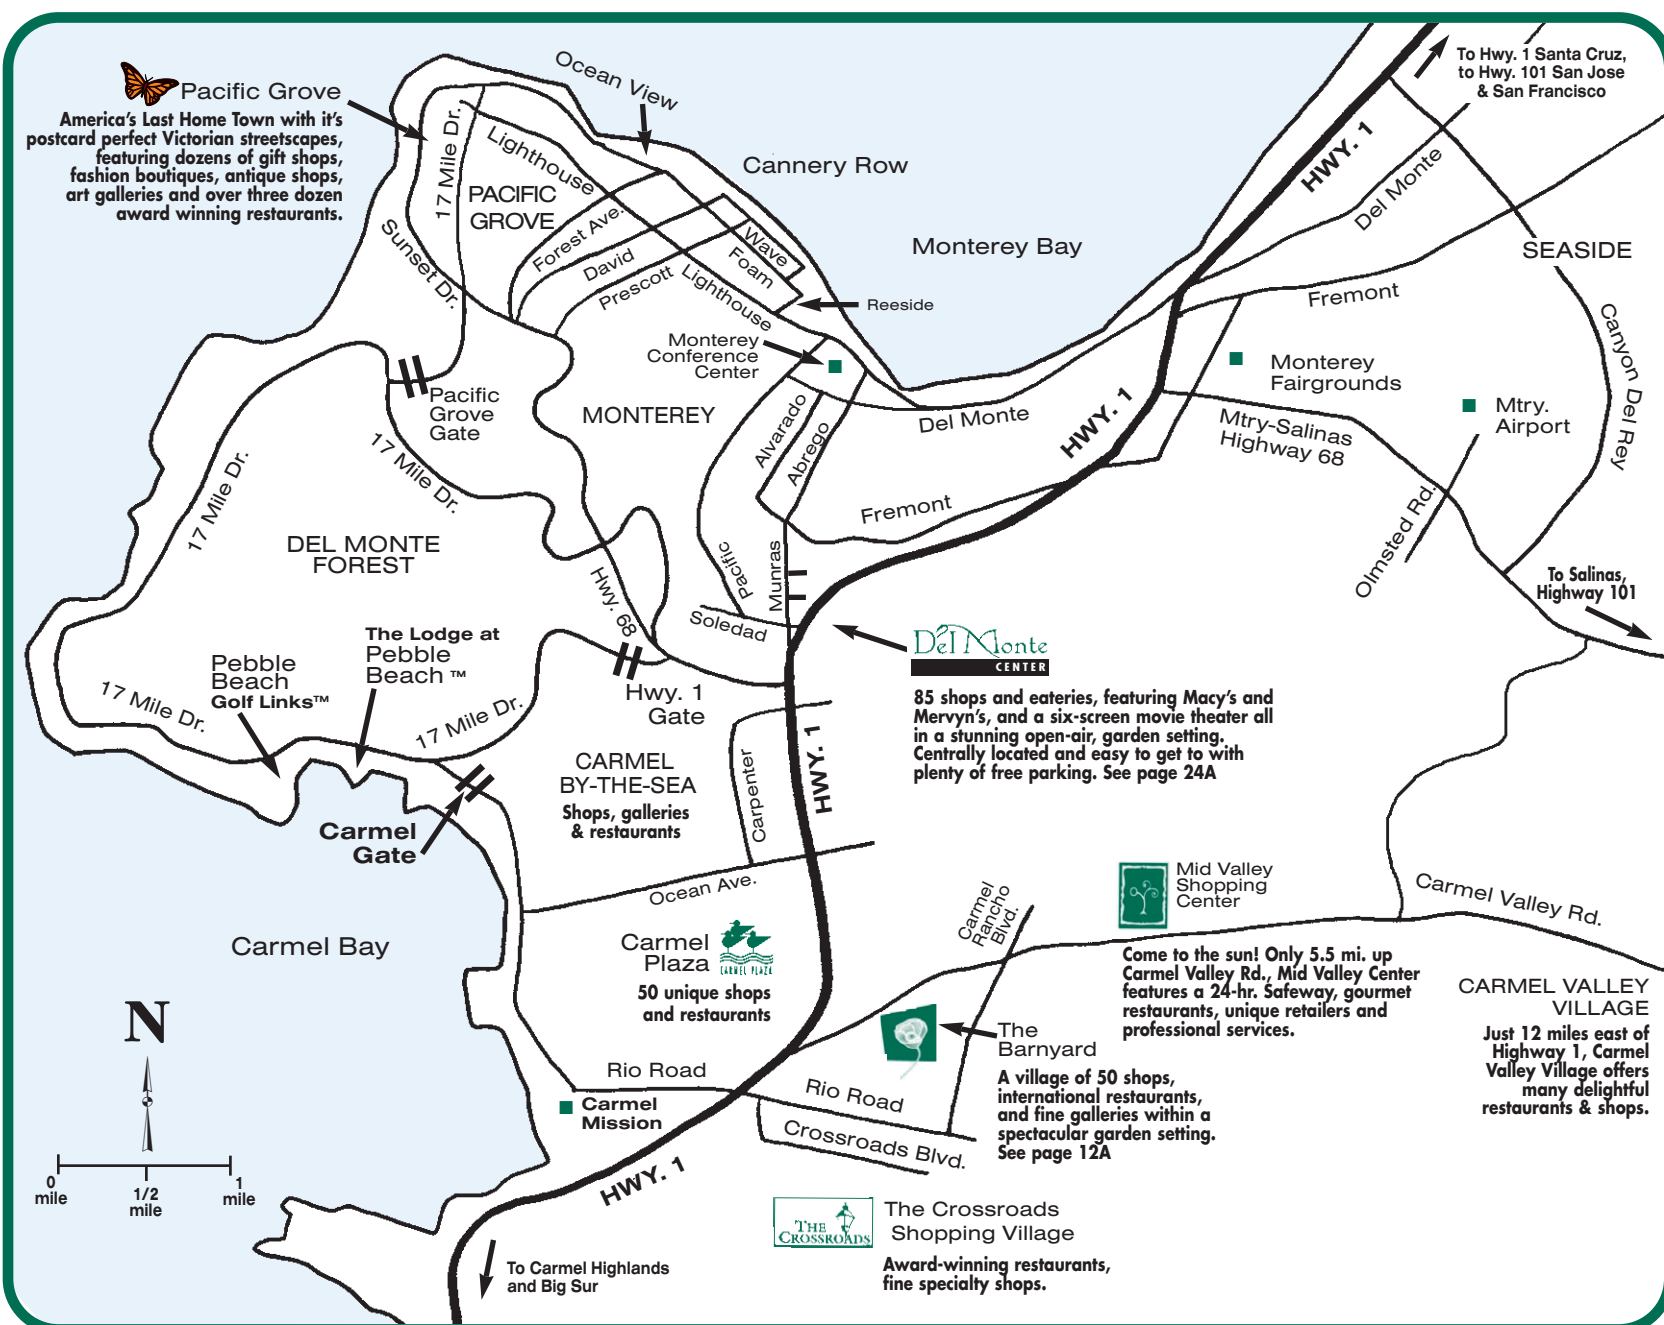 Pacific Grove
America's Last Home Town with it's
postcard perfect Victorian streetscapes,
featuring dozens of gift shops,
fashion boutiques, antique shops,
art galleries and over three dozen
award winning restaurants.
Ocean View
Cannery Row
Monterey Bay
To Hwy. 1 Santa Cruz,
to Hwy. 101 San Jose
& San Francisco
HWY. 1
Del Monte
SEASIDE
Fremont
Canyon Del Rey
17 Mile Dr.
Lighthouse
PACIFIC
GROVE
Sunset Dr.
Forest Ave.
David
Prescott
Lighthouse
Wave
Foam
Reeside
Monterey
Conference
Center
Monterey
Fairgrounds
Mtry.
Airport
Mtry-Salinas
Highway 68
Olmsted Rd.
To Salinas,
Highway 101
Pacific
Grove
Gate
MONTEREY
Alvarado
Abrego
Del Monte
HWY. 1
Fremont
Pacific
Munras
Soledad
Hwy. 68
17 Mile Dr.
17 Mile Dr.
DEL MONTE
FOREST
The Lodge at
Pebble
Beach ™
Pebble
Beach
Golf Links™
17 Mile Dr.
17 Mile Dr.
Hwy. 1
Gate
Del Monte
CENTER
85 shops and eateries, featuring Macy's and
Mervyn's, and a six-screen movie theater all
in a stunning open-air, garden setting.
Centrally located and easy to get to with
plenty of free parking. See page 24A
CARMEL
BY-THE-SEA
Shops, galleries
& restaurants
Carpenter
HWY. 1
Carmel
Gate
Ocean Ave.
Carmel Bay
Carmel
Plaza
CARMEL PLAZA
50 unique shops
and restaurants
Carmel
Rancho
Blvd.
Mid Valley
Shopping
Center
Come to the sun! Only 5.5 mi. up
Carmel Valley Rd., Mid Valley Center
features a 24-hr. Safeway, gourmet
restaurants, unique retailers and
professional services.
Carmel Valley Rd.
CARMEL VALLEY
VILLAGE
Just 12 miles east of
Highway 1, Carmel
Valley Village offers
many delightful
restaurants & shops.
The
Barnyard
A village of 50 shops,
international restaurants,
and fine galleries within a
spectacular garden setting.
See page 12A
Rio Road
Rio Road
Crossroads Blvd.
Carmel
Mission
HWY. 1
N
0
mile
1/2
mile
1
mile
THE
CROSSROADS
The Crossroads
Shopping Village
Award-winning restaurants,
fine specialty shops.
To Carmel Highlands
and Big Sur